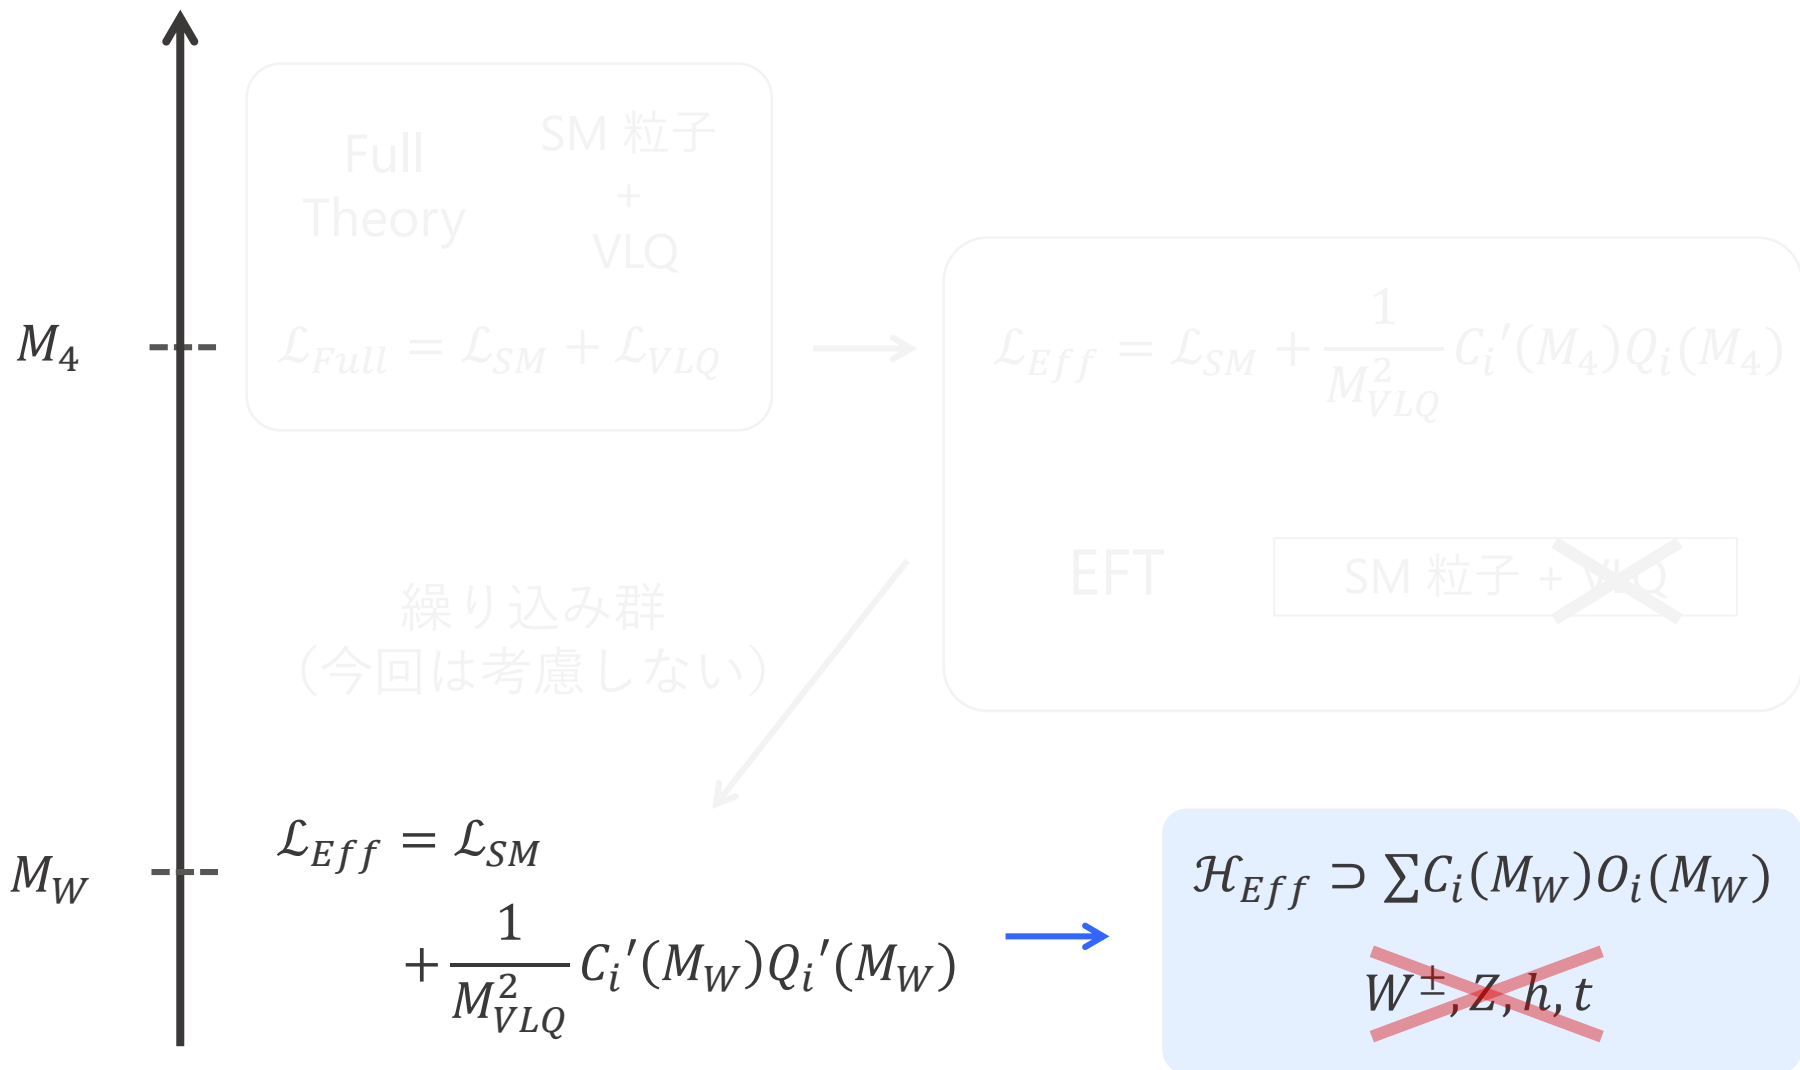 Full
Theory
SM 粒子
+
VLQ
ℒ_Full = ℒ_SM + ℒ_VLQ
M_4
ℒ_Eff = ℒ_SM + 1/M_VLQ^2 C_i′(M_4)Q_i(M_4)
EFT
SM 粒子 + VLQ
繰り込み群
（今回は考慮しない）
M_W
ℒ_Eff = ℒ_SM
+ 1/M_VLQ^2 C_i′(M_W)Q_i′(M_W)
ℋ_Eff ⊃ ∑C_i(M_W)O_i(M_W)
W^±, Z, h, t